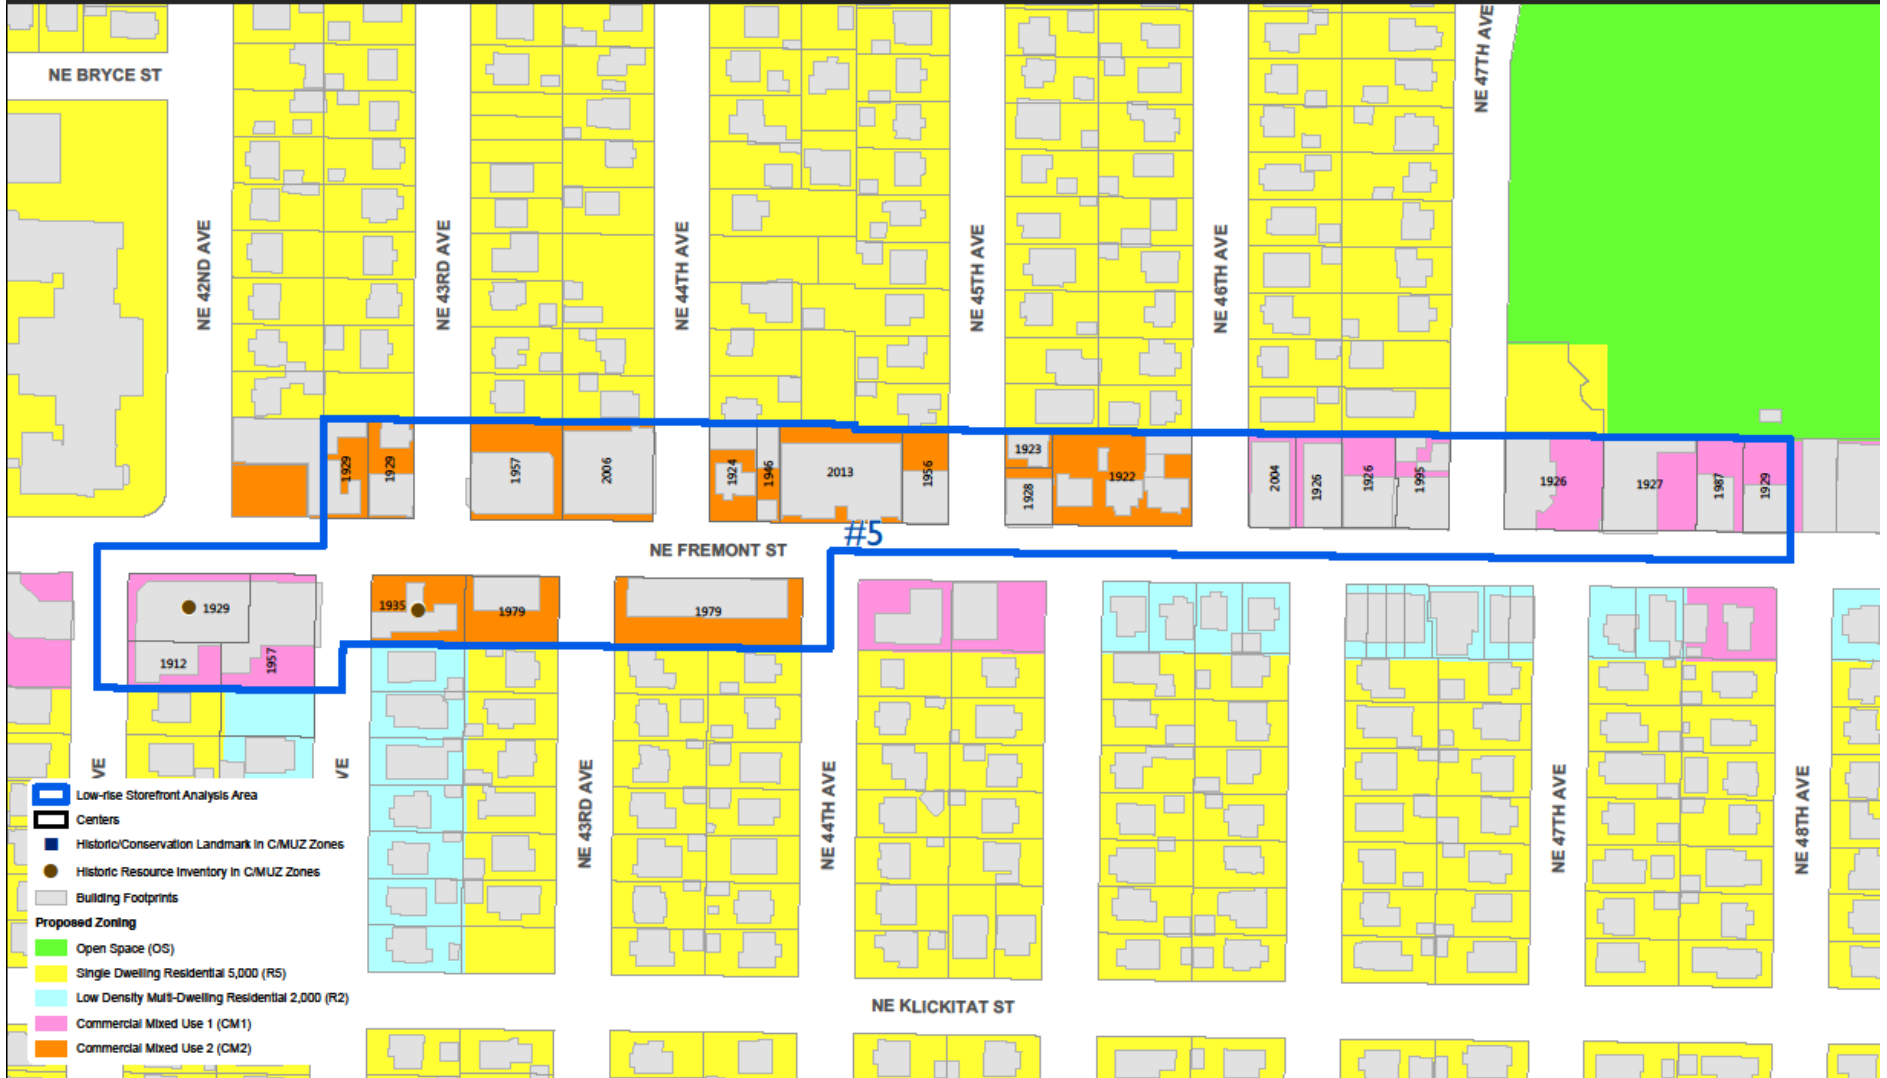 NE BRYCE ST
NE 47TH AVE
NE 42ND AVE
NE 43RD AVE
NE 44TH AVE
NE 45TH AVE
NE 46TH AVE
1929
1929
1957
2006
1924
1946
2013
1956
1923
1928
1922
2004
1926
1926
1995
1926
1927
1987
1929
#5
NE FREMONT ST
1929
1912
1957
1935
1979
1979
VE
VE
NE 43RD AVE
NE 44TH AVE
NE 47TH AVE
NE 48TH AVE
Low-rise Storefront Analysis Area
Centers
Historic/Conservation Landmark in C/MUZ Zones
Historic Resource Inventory in C/MUZ Zones
Building Footprints
Proposed Zoning
Open Space (OS)
Single Dwelling Residential 5,000 (R5)
Low Density Multi-Dwelling Residential 2,000 (R2)
Commercial Mixed Use 1 (CM1)
Commercial Mixed Use 2 (CM2)
NE KLICKITAT ST